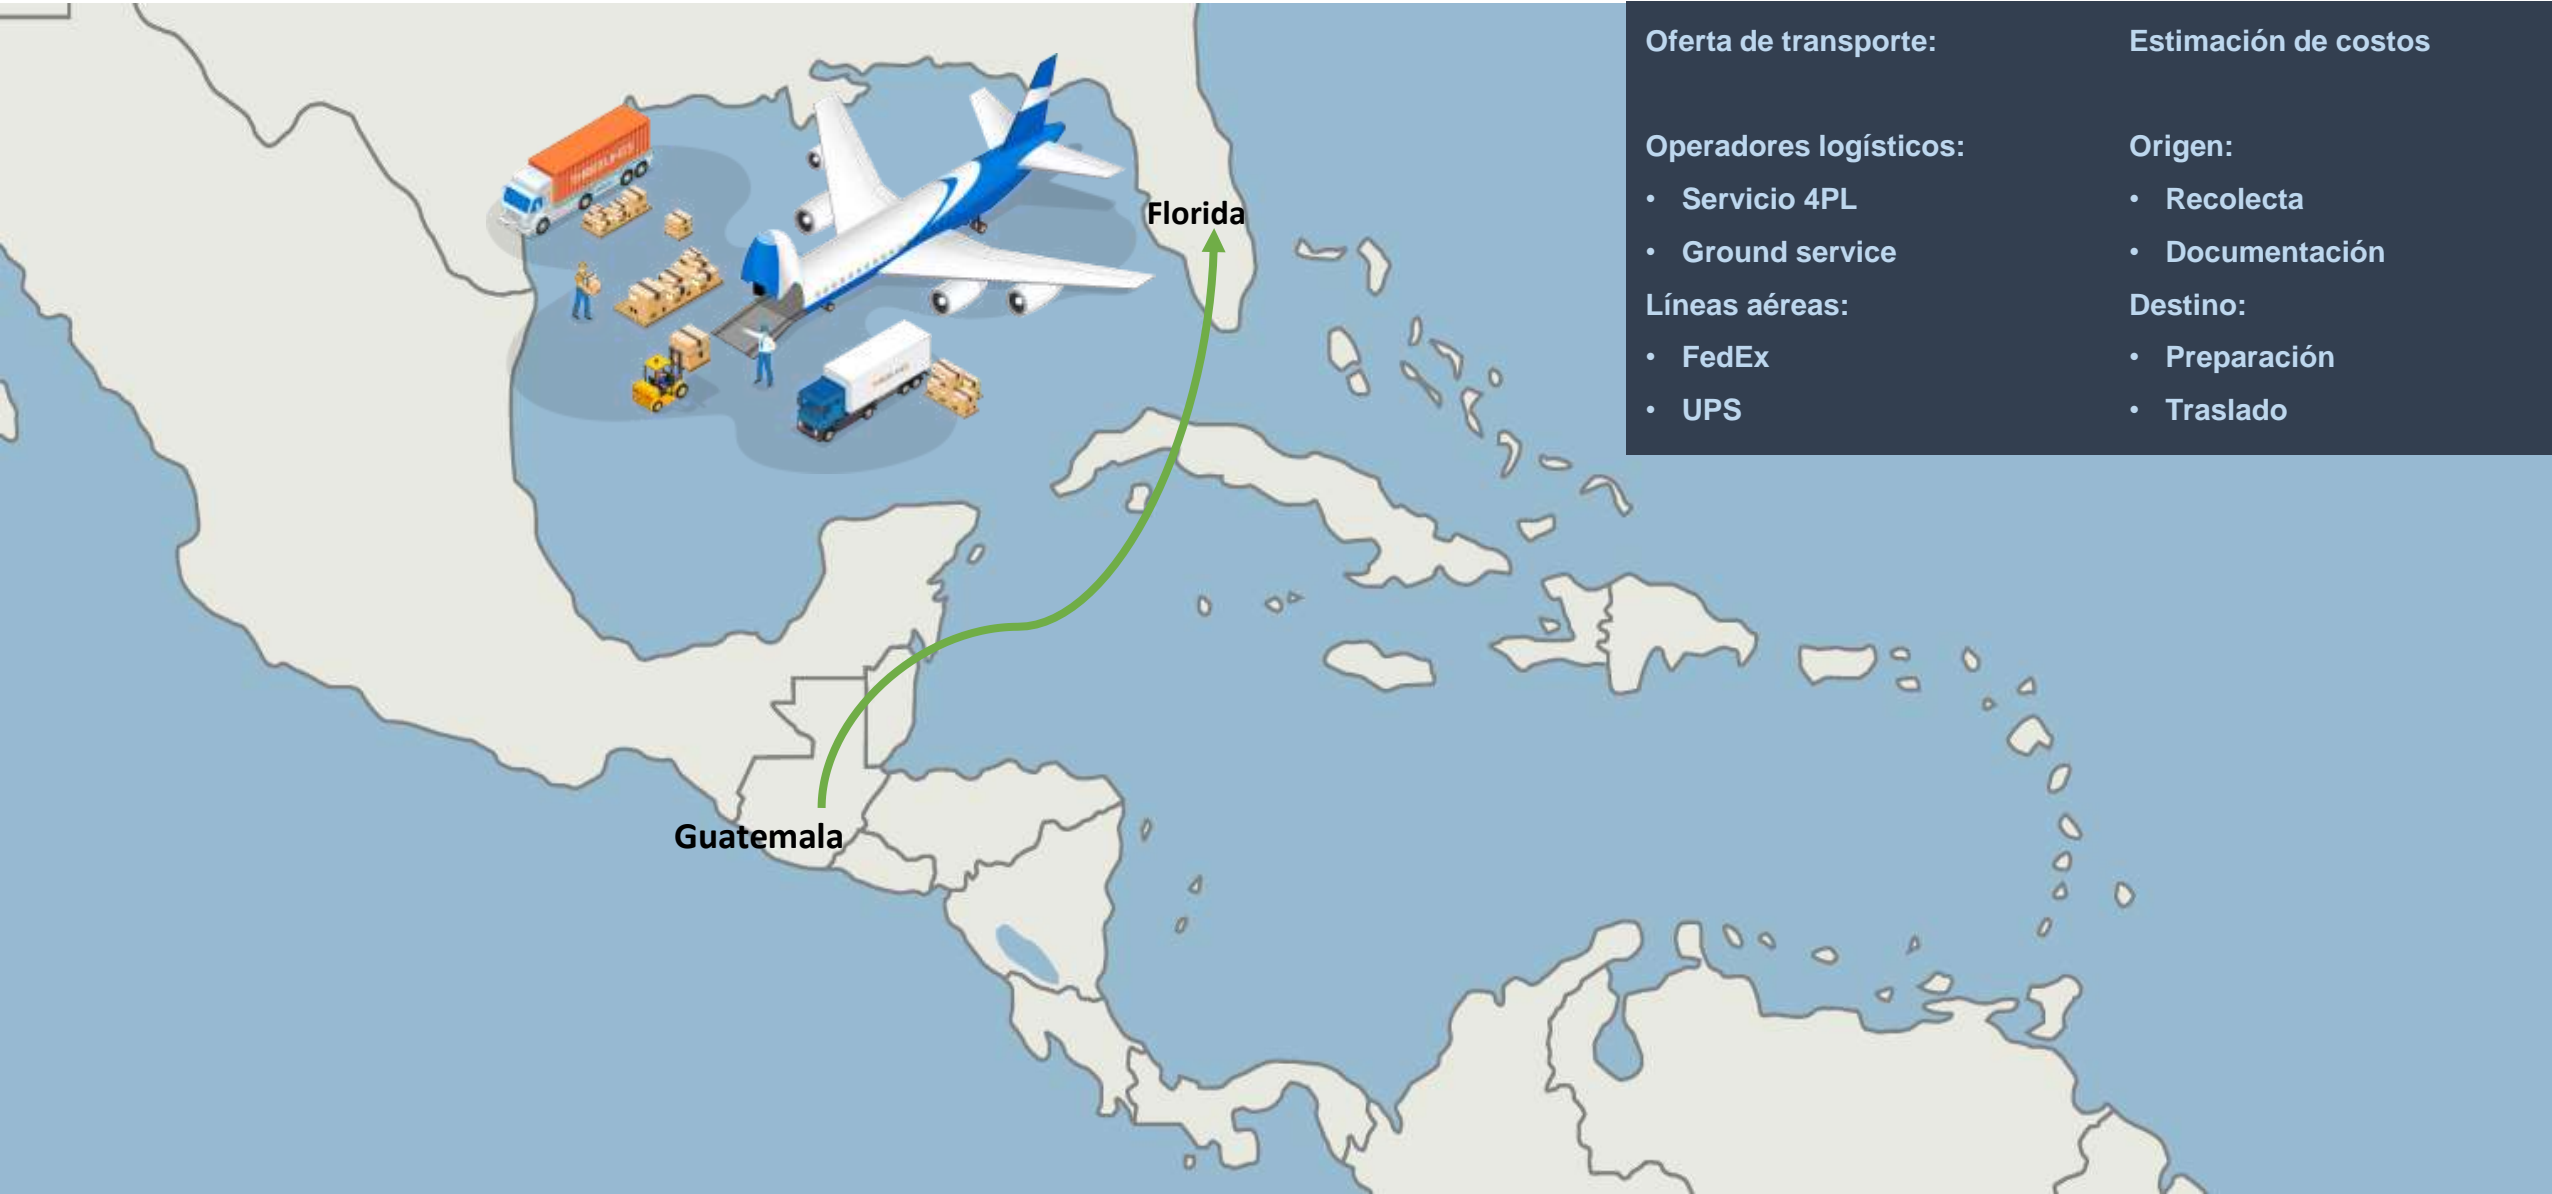 Oferta de transporte:
Estimación de costos
Operadores logísticos:
• Servicio 4PL
• Ground service
Líneas aéreas:
• FedEx
• UPS
Origen:
• Recolecta
• Documentación
Destino:
• Preparación
• Traslado
Florida
Guatemala